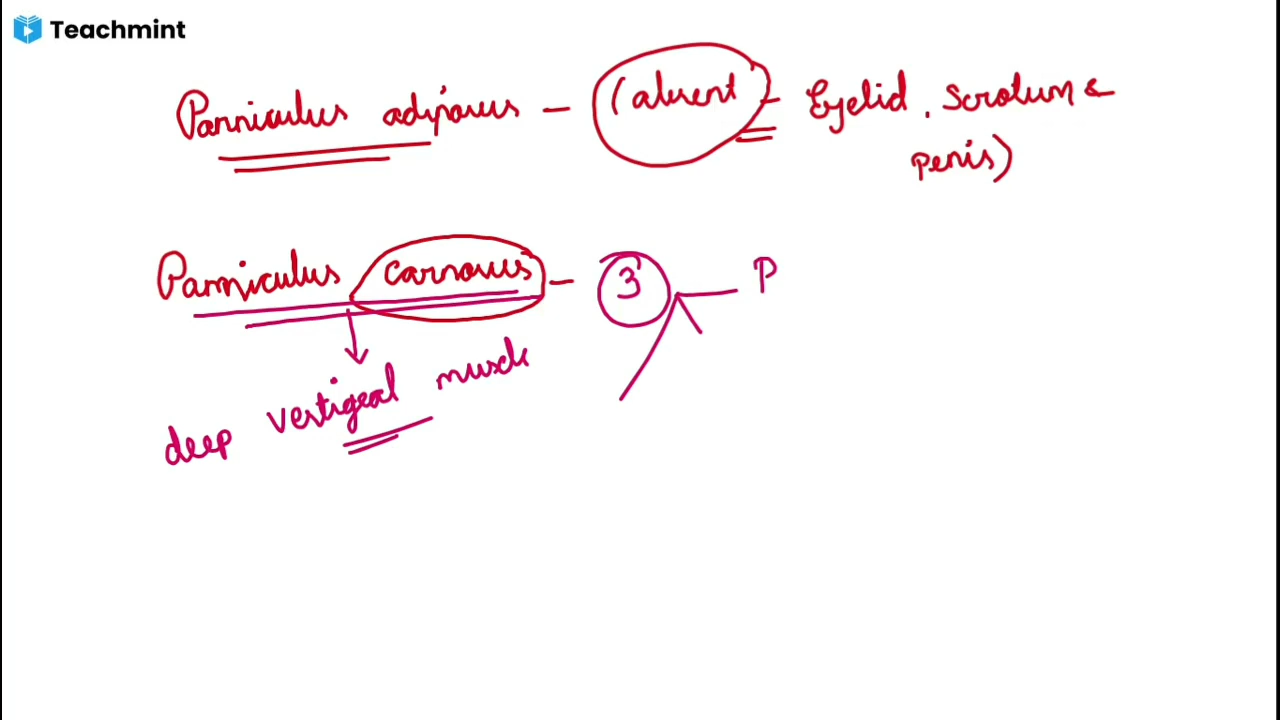 Teachmint
Panniculus adiposus - (absent - Eyelid, Scrotum &
penis)
Panniculus carnosus - 3 P
deep vestigeal muscle